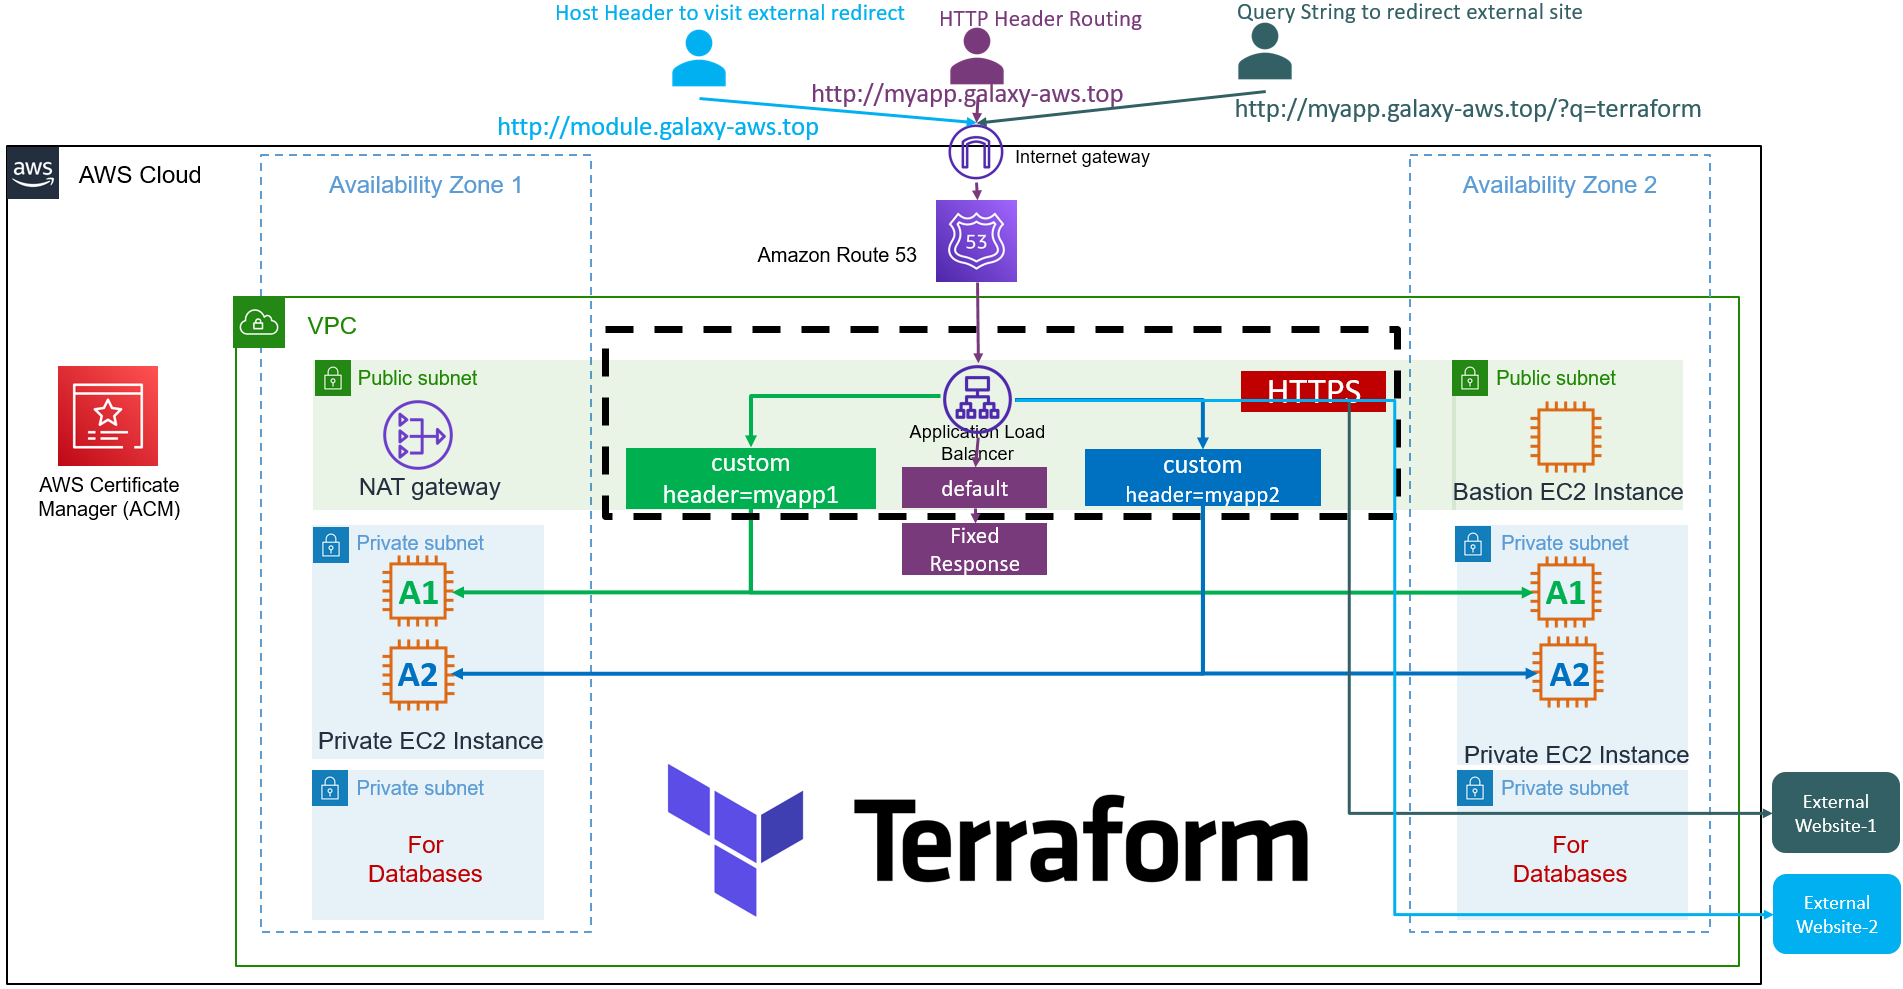 Host Header to visit external redirect
HTTP Header Routing
Query String to redirect external site
http://myapp.galaxy-aws.top
http://myapp.galaxy-aws.top/?q=terraform
http://module.galaxy-aws.top
aws
AWS Cloud
Availability Zone 1
Internet gateway
Availability Zone 2
53
Amazon Route 53
VPC
Public subnet
HTTPS
Public subnet
Application Load
Balancer
NAT gateway
custom
header=myapp1
default
custom
header=myapp2
Bastion EC2 Instance
AWS Certificate
Manager (ACM)
Fixed
Response
Private subnet
Private subnet
A1
A1
A2
A2
Private EC2 Instance
Private EC2 Instance
Private subnet
Private subnet
For
Databases
Terraform
For
Databases
External
Website-1
External
Website-2